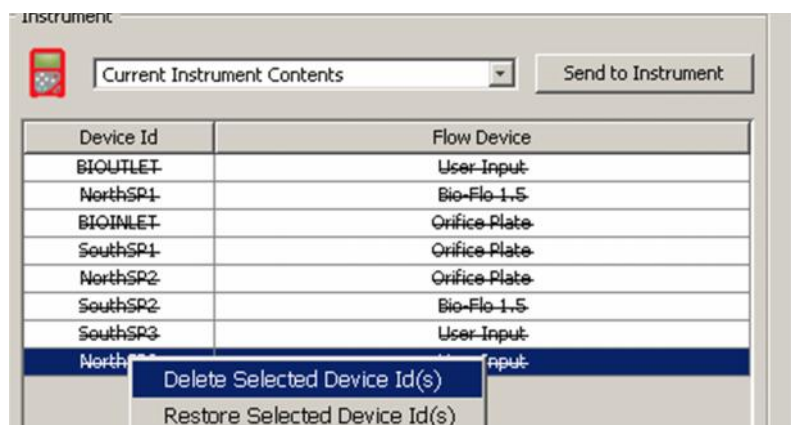 Instrument
Current Instrument Contents
Send to Instrument
Device Id Flow Device
BIOUTLET User Input
NorthSP1 Bio-Flo 1.5
BIOINLET Orifice Plate
SouthSP1 Orifice Plate
NorthSP2 Orifice Plate
SouthSP2 Bio-Flo 1.5
SouthSP3 User Input
Input
Delete Selected Device Id(s)
Restore Selected Device Id(s)